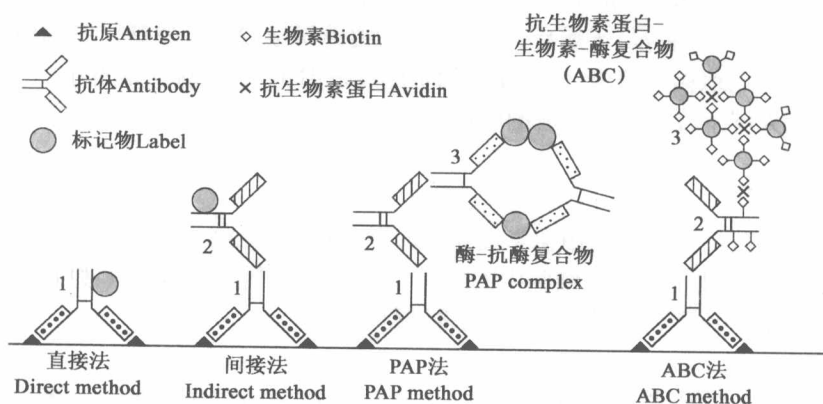 抗原Antigen
抗体Antibody
标记物Label
生物素Biotin
抗生物素蛋白Avidin
抗生物素蛋白-
生物素-酶复合物
(ABC)
1
直接法
Direct method
2
1
间接法
Indirect method
3
2
1
酶-抗酶复合物
PAP complex
PAP法
PAP method
3
2
1
ABC法
ABC method